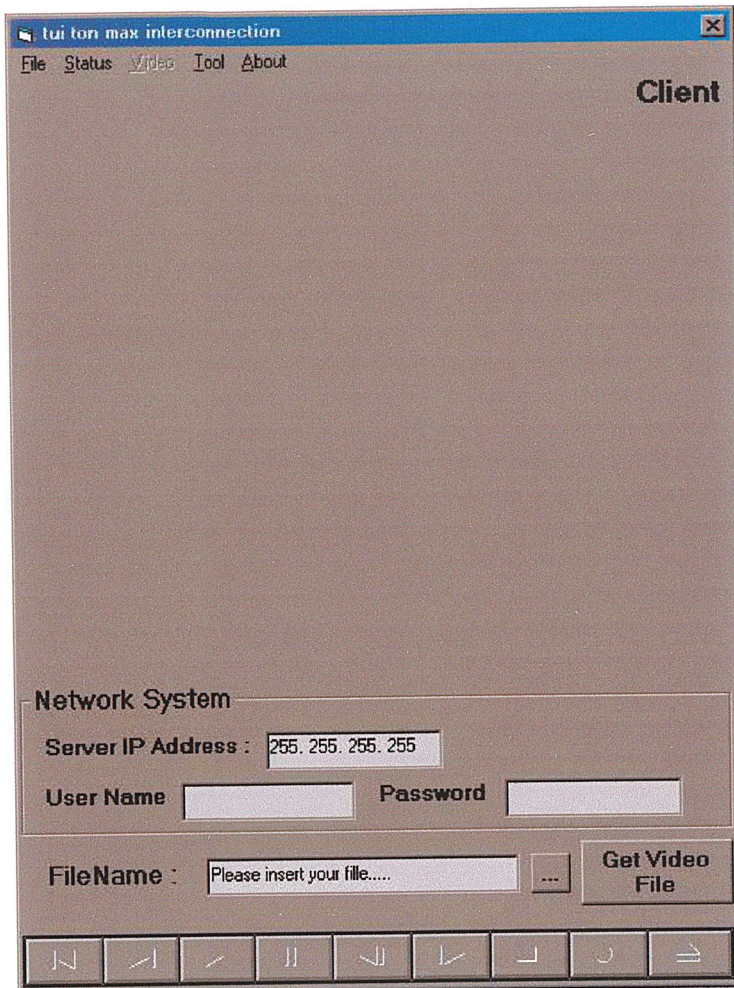 tui ton max interconnection
File Status Video Tool About
Client
Network System
Server IP Address : 255. 255. 255. 255
User Name Password
FileName : Please insert your fille..... ... Get Video File